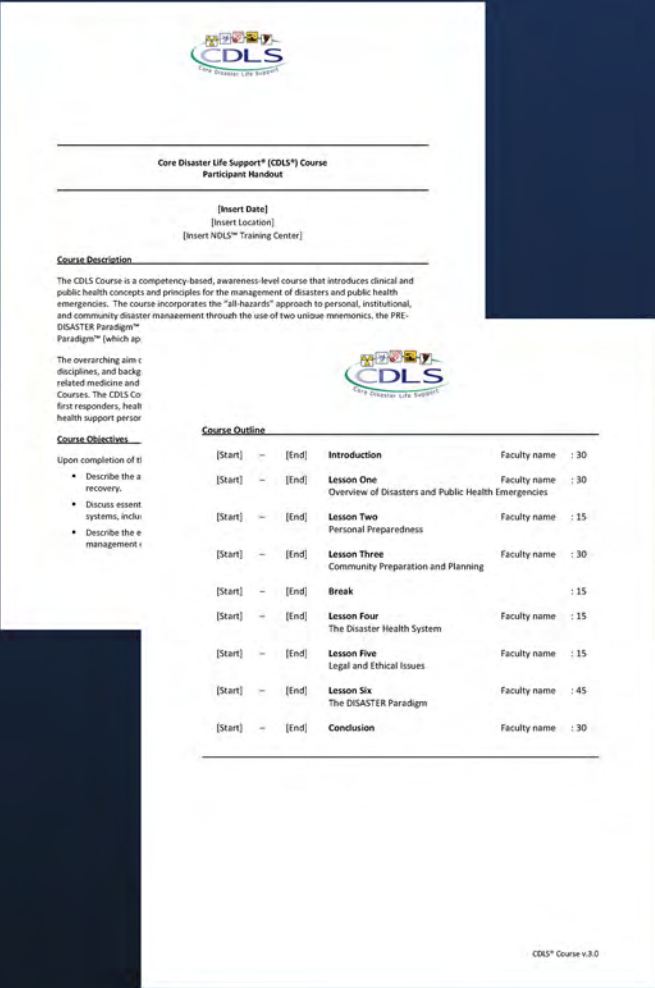 CDLS
Core Disaster Life Support
Core Disaster Life Support® (CDLS®) Course
Participant Handout
[Insert Date]
[Insert Location]
[Insert NDLS™ Training Center]
Course Description
The CDLS Course is a competency-based, awareness-level course that introduces clinical and
public health concepts and principles for the management of disasters and public health
emergencies.  The course incorporates the "all-hazards" approach to personal, institutional,
and community disaster management through the use of two unique mnemonics, the PRE-
DISASTER Paradigm™
Paradigm™ (which ap
The overarching aim
disciplines, and backg
related medicine and
Courses. The CDLS Co
first responders, healt
health support person
Course Objectives
Upon completion of th
• Describe the a
recovery.
• Discuss essent
systems, inclu
• Describe the e
management
CDLS
Core Disaster Life Support
Course Outline
[Start] – [End] Introduction Faculty name : 30
[Start] – [End] Lesson One Faculty name : 30
Overview of Disasters and Public Health Emergencies
[Start] – [End] Lesson Two Faculty name : 15
Personal Preparedness
[Start] – [End] Lesson Three Faculty name : 30
Community Preparation and Planning
[Start] – [End] Break : 15
[Start] – [End] Lesson Four Faculty name : 15
The Disaster Health System
[Start] – [End] Lesson Five Faculty name : 15
Legal and Ethical Issues
[Start] – [End] Lesson Six Faculty name : 45
The DISASTER Paradigm
[Start] – [End] Conclusion Faculty name : 30
CDLS® Course v.3.0